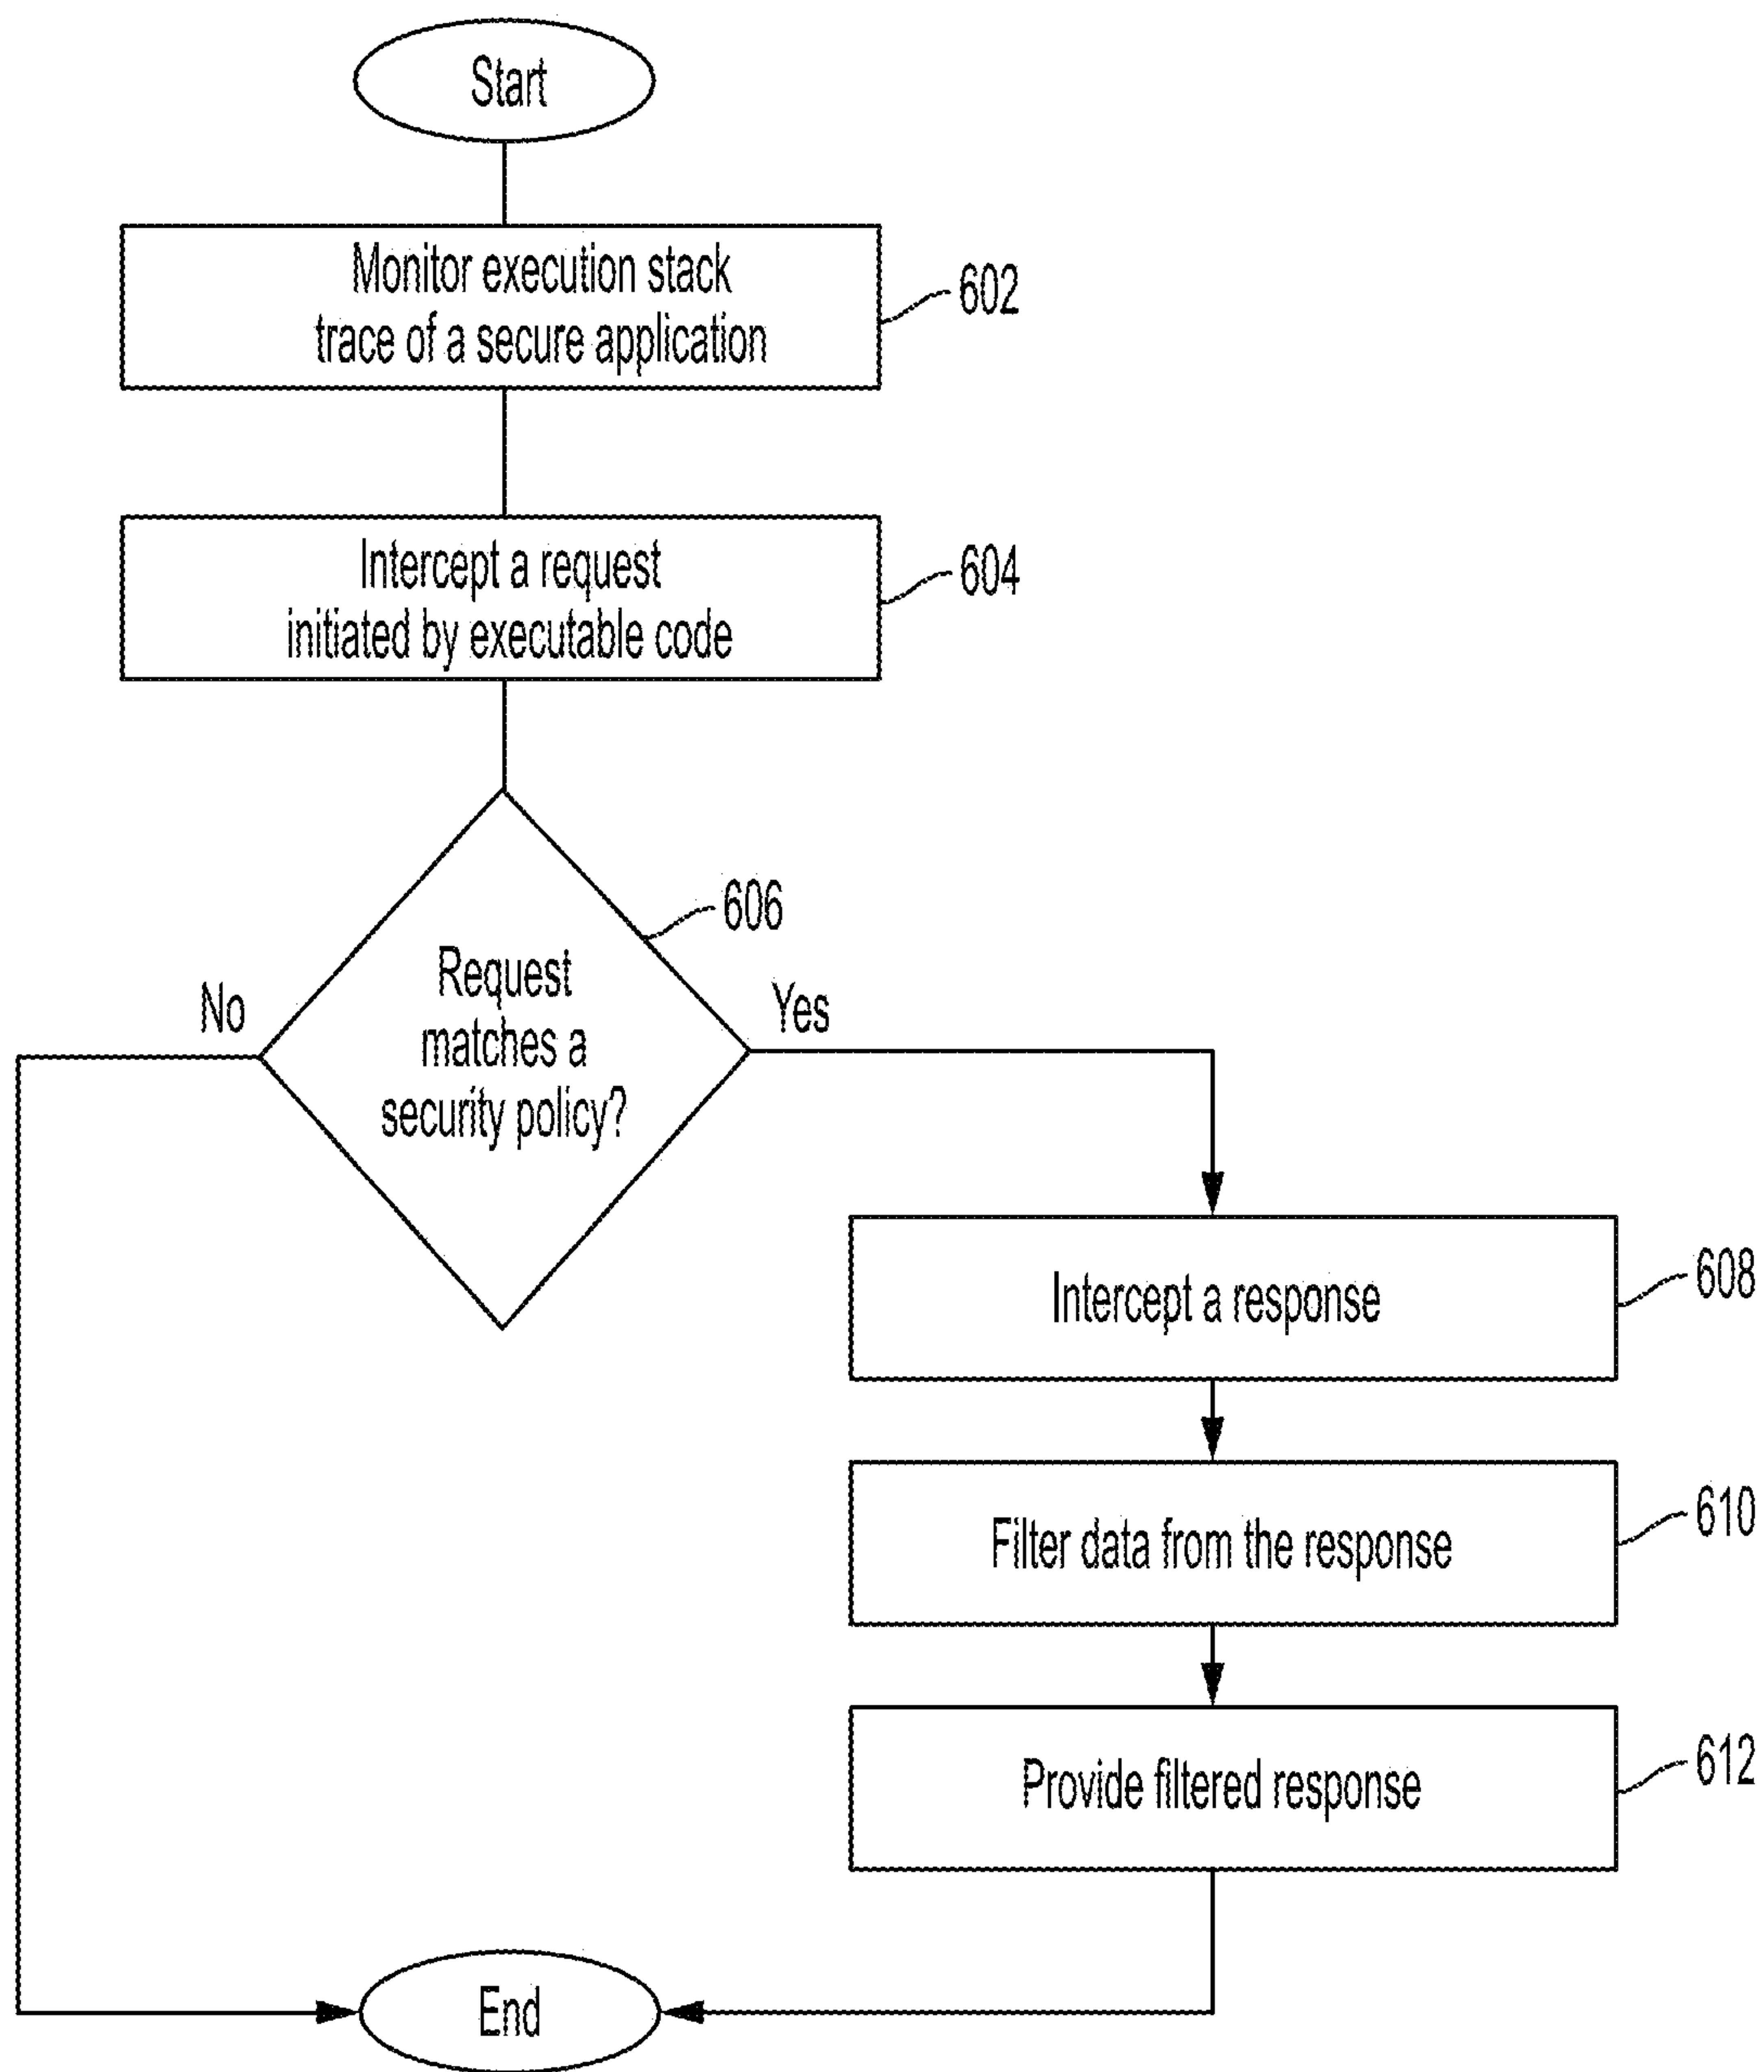 Start
Monitor execution stack
trace of a secure application
602
Intercept a request
initiated by executable code
604
606
Request
matches a
security policy?
No
Yes
Intercept a response
608
Filter data from the response
610
Provide filtered response
612
End